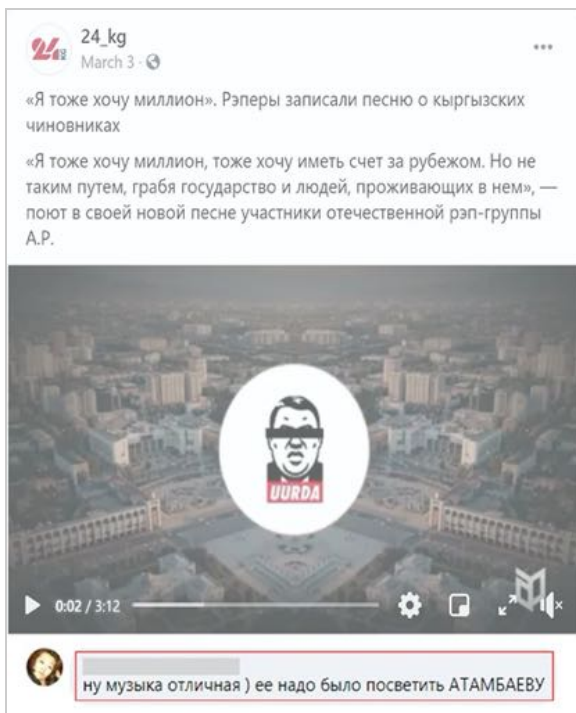 24_kg
March 3 ·
«Я тоже хочу миллион». Рэперы записали песню о кыргызских
чиновниках
«Я тоже хочу миллион, тоже хочу иметь счет за рубежом. Но не
таким путем, грабя государство и людей, проживающих в нем», —
поют в своей новой песне участники отечественной рэп-группы
А.Р.
UURDA
0:02 / 3:12
ну музыка отличная ) ее надо было посветить АТАМБАЕВУ